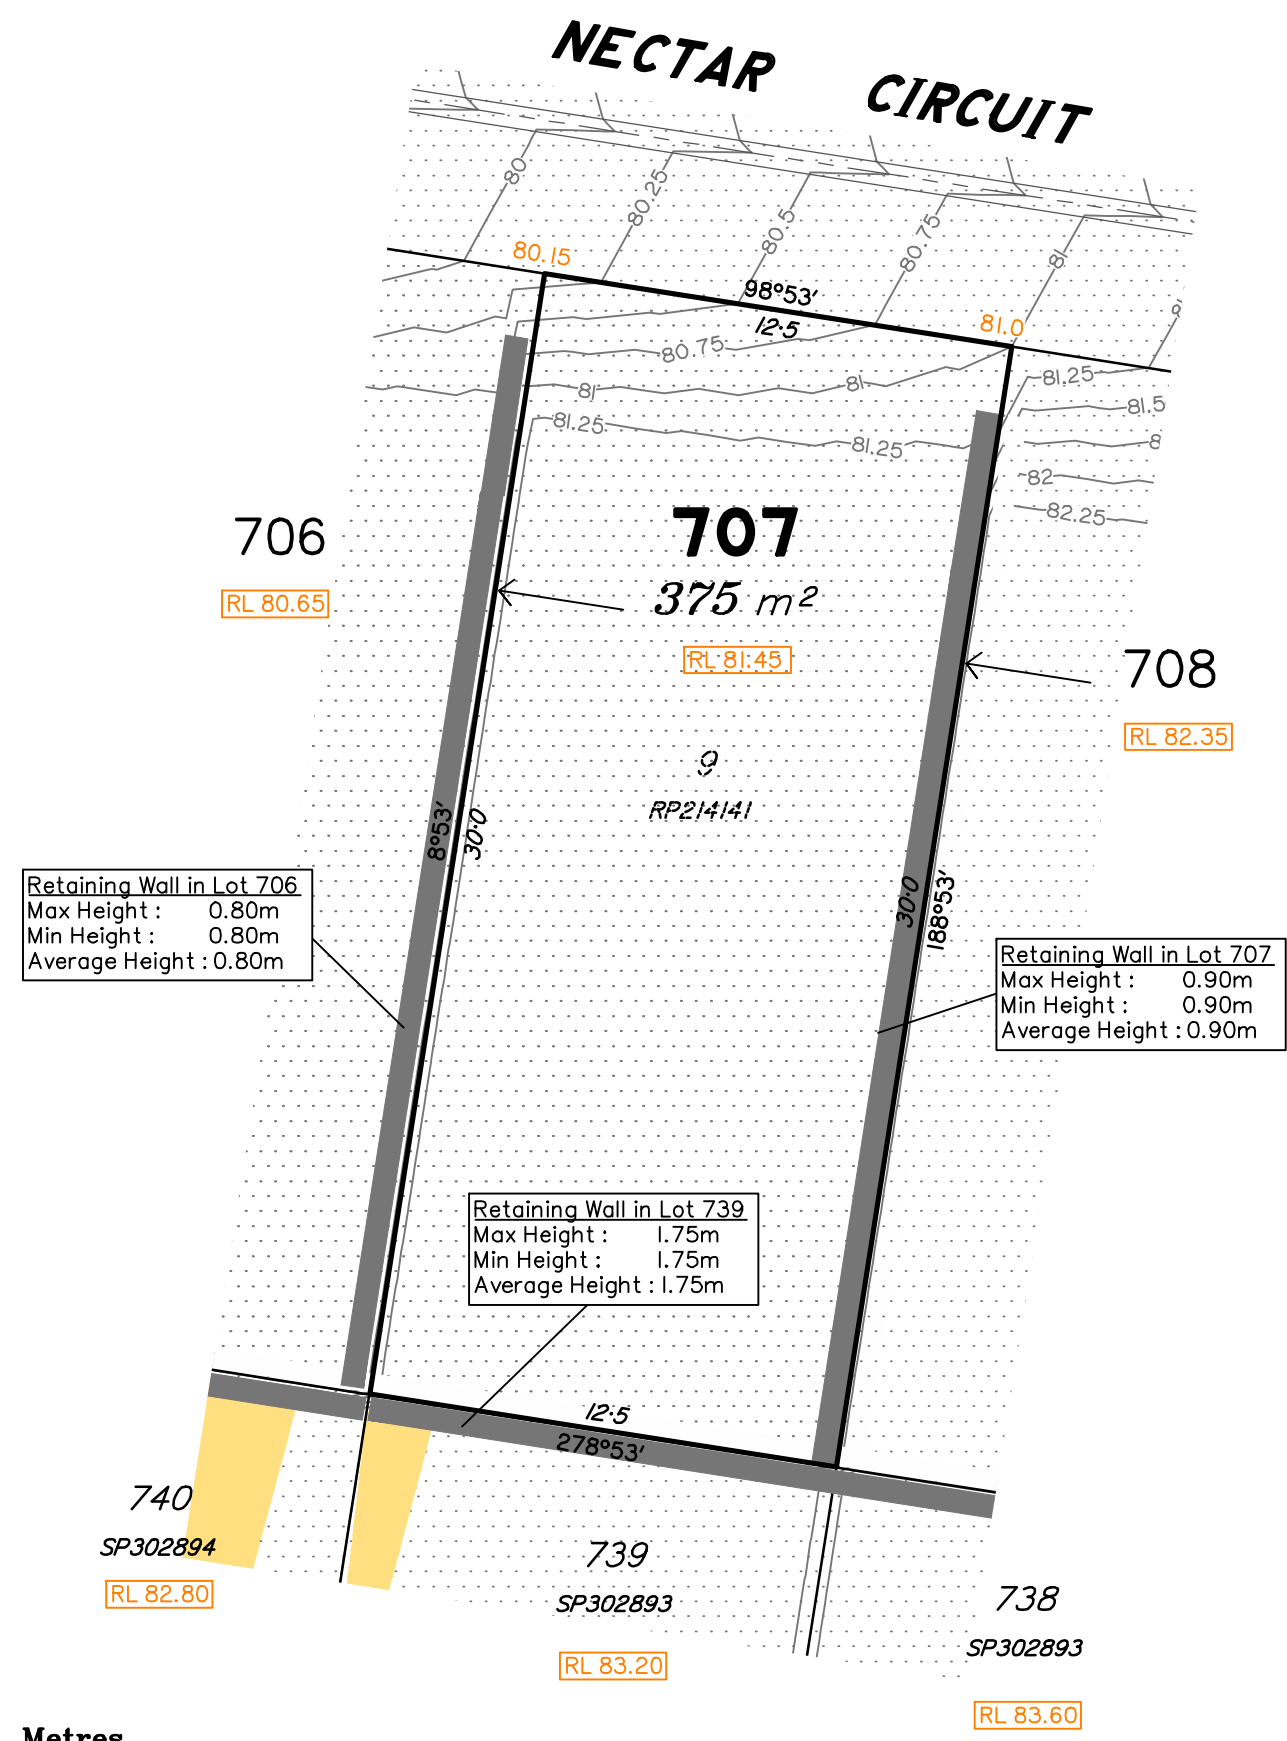 NECTAR CIRCUIT
80
80.25
80.5
80.75
81
80.15
98°53'
12·5
81.0
80.75
81
81
81.25
81.25
81.25
81.5
82
82.25
706
RL 80.65
707
375 m²
RL 81.45
708
RL 82.35
9
RP214141
8°53'
30·0
30·0
188°53'
Retaining Wall in Lot 706
Max Height : 0.80m
Min Height : 0.80m
Average Height : 0.80m
Retaining Wall in Lot 707
Max Height : 0.90m
Min Height : 0.90m
Average Height : 0.90m
Retaining Wall in Lot 739
Max Height : 1.75m
Min Height : 1.75m
Average Height : 1.75m
12·5
278°53'
740
SP302894
RL 82.80
739
SP302893
RL 83.20
738
SP302893
RL 83.60
Metres